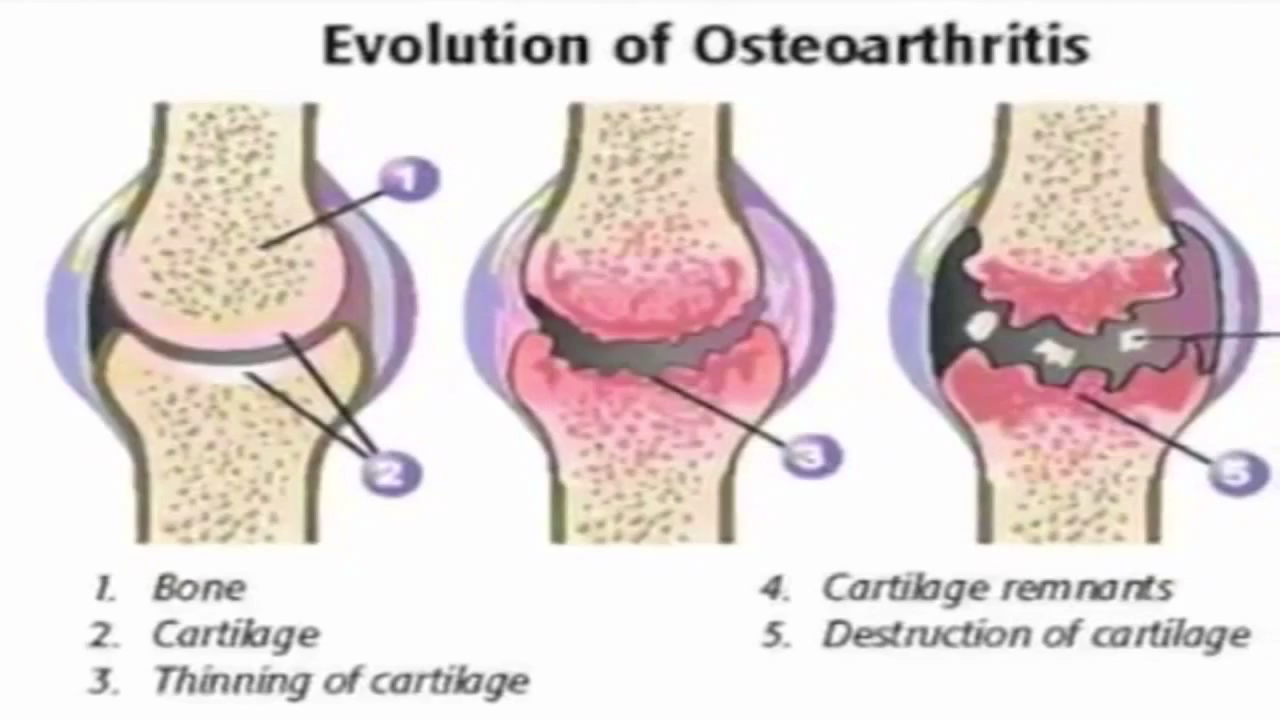 Evolution of Osteoarthritis
1
2
3
5
1. Bone
2. Cartilage
3. Thinning of cartilage
4. Cartilage remnants
5. Destruction of cartilage